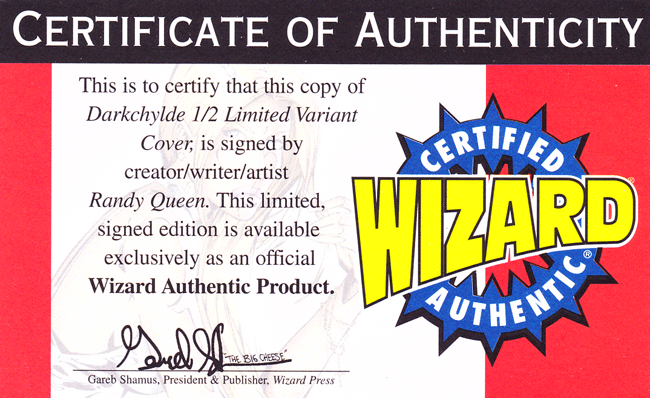 CERTIFICATE OF AUTHENTICITY
This is to certify that this copy of
Darkchylde 1/2 Limited Variant
Cover, is signed by
creator/writer/artist
Randy Queen. This limited,
signed edition is available
exclusively as an official
Wizard Authentic Product.
"THE BIG CHEESE"
Gareb Shamus, President & Publisher, Wizard Press
CERTIFIED
WIZARD®
AUTHENTIC®